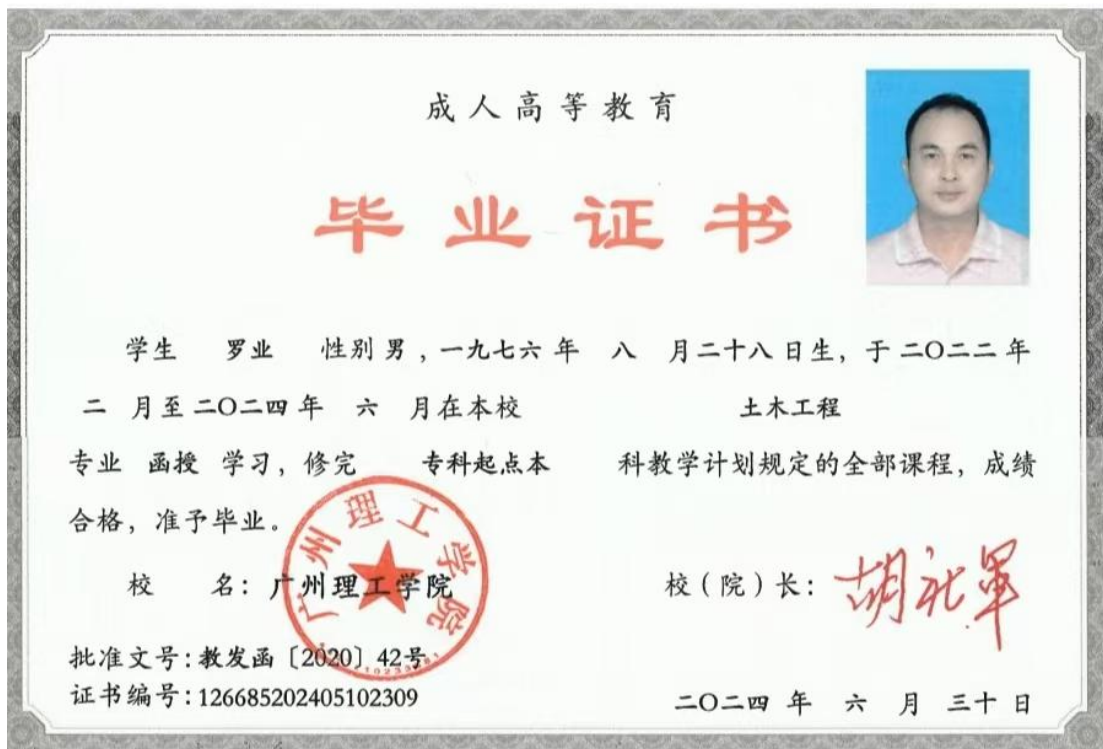 成人高等教育
毕业证书
学生 罗业 性别 男 ,一九七六 年 八 月二十八日生, 于 二〇二二 年
二 月至 二〇二四 年 六 月在本校 土木工程
专业 函授 学习, 修完 专科起点本 科教学计划规定的全部课程, 成绩
合格, 准予毕业。
广州理工学院
校 名: 广州理工学院 校(院)长: 胡社军
批准文号: 教发函〔2020〕42号
证书编号: 126685202405102309 二〇二四 年 六 月 三十 日